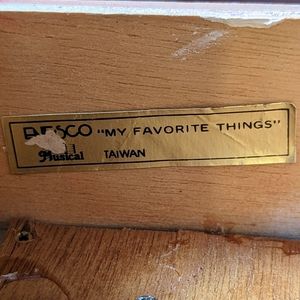 ENESCO "MY FAVORITE THINGS"
Musical TAIWAN